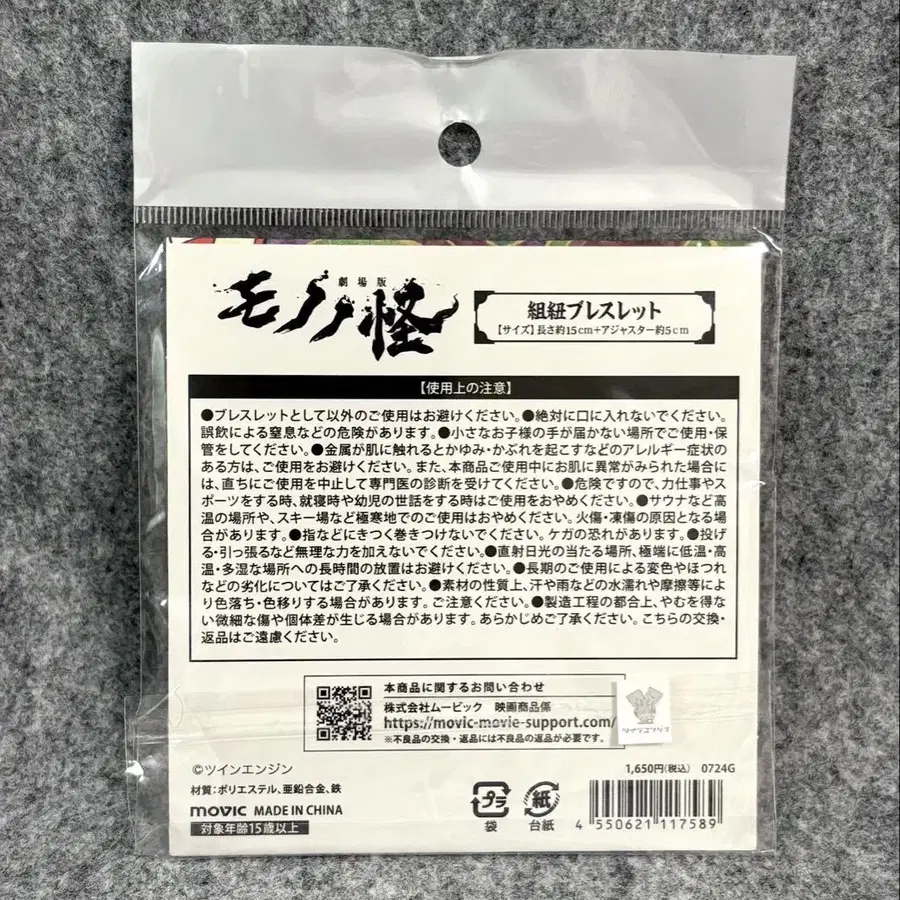 劇場版
モノノ怪
組紐ブレスレット
【サイズ】長さ約15cm+アジャスター約5cm
【使用上の注意】
●ブレスレットとして以外のご使用はお避けください。●絶対に口に入れないでください。
誤飲による窒息などの危険があります。●小さなお子様の手が届かない場所でご使用・保
管をしてください。●金属が肌に触れるとかゆみ・かぶれを起こすなどのアレルギー症状の
ある方は、ご使用をお避けください。また、本商品ご使用中にお肌に異常がみられた場合に
は、直ちにご使用を中止して専門医の診断を受けてください。●危険ですので、力仕事やス
ポーツをする時、就寝時や幼児の世話をする時はご使用をおやめください。●サウナなど高
温の場所や、スキー場など極寒地でのご使用はおやめください。火傷・凍傷の原因となる場
合があります。●指などにきつく巻きつけないでください。ケガの恐れがあります。●投げ
る・引っ張るなど無理な力を加えないでください。●直射日光の当たる場所、極端に低温・高
温・多湿な場所への長時間の放置はお避けください。●長期のご使用による変色やほつれ
などの劣化についてはご了承ください。●素材の性質上、汗や雨などの水濡れや摩擦等によ
り色落ち・色移りする場合があります。ご注意ください。●製造工程の都合上、やむを得な
い微細な傷や個体差が生じる場合があります。あらかじめご了承ください。こちらの交換・
返品はご遠慮ください。
本商品に関するお問い合わせ
株式会社ムービック 映画商品係
https://movic-movie-support.com/
※不良品の交換・返品には不良品の返品が必要です。
ツインエンジン
©ツインエンジン
1,650円(税込) 0724G
材質:ポリエステル、亜鉛合金、鉄
movic MADE IN CHINA
対象年齢15歳以上
プラ
袋
紙
台紙
4 550621 117589